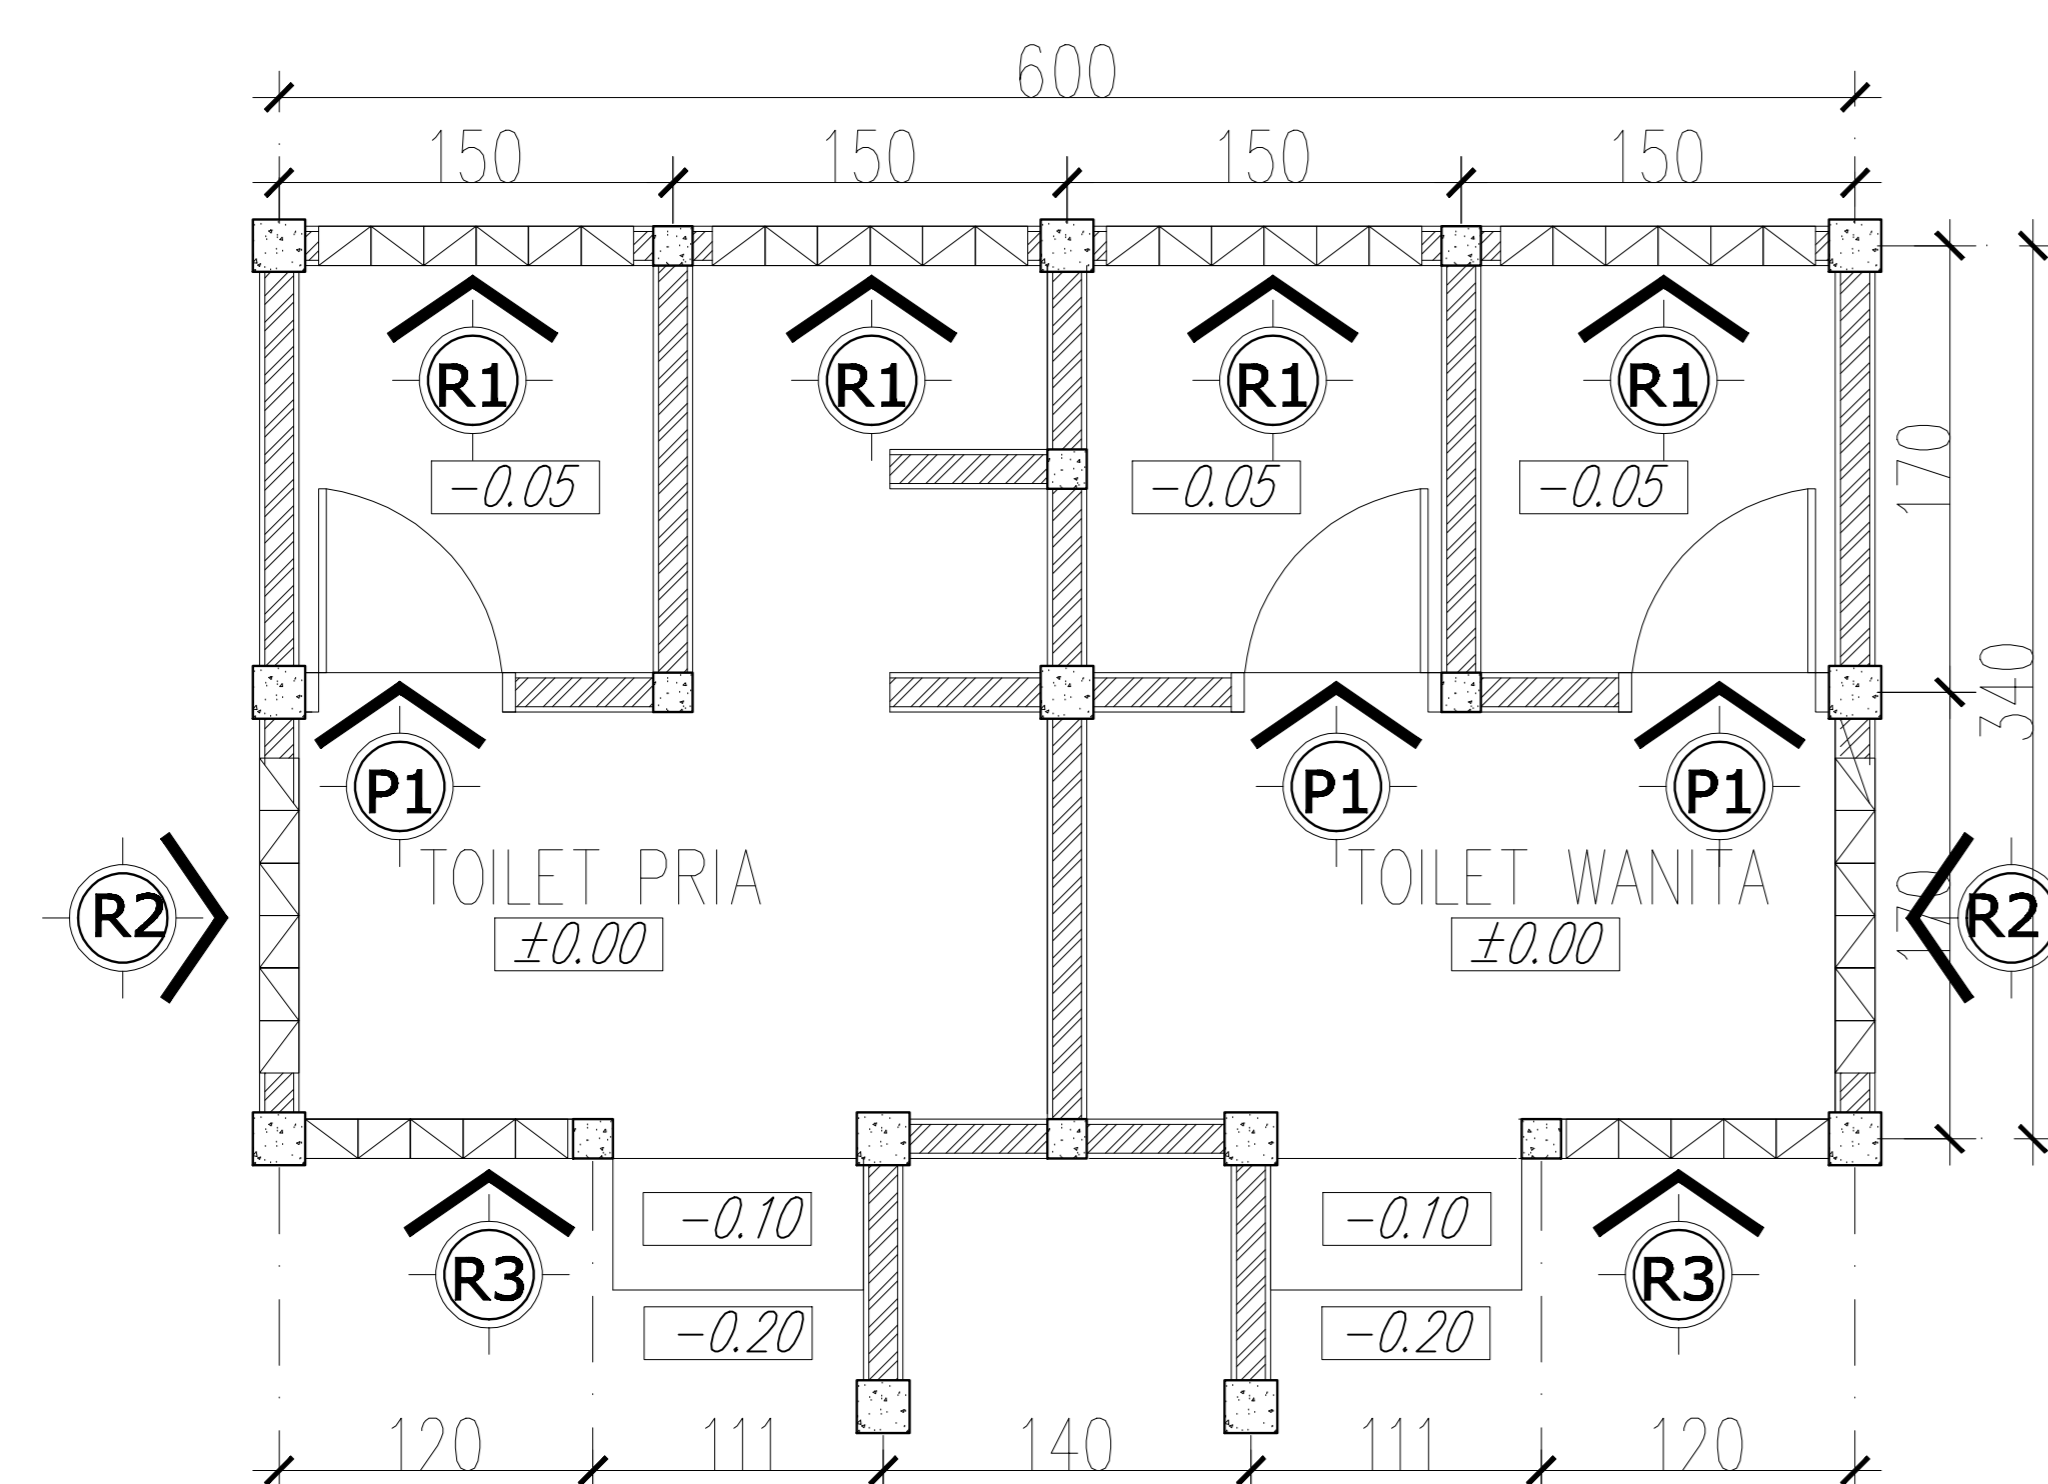 600
150 150 150 150
R1 R1 R1 R1
170
-0.05 -0.05 -0.05
340
P1 P1 P1
TOILET PRIA TOILET WANITA
R2 170 R2
±0.00 ±0.00
-0.10 -0.10
R3 R3
-0.20 -0.20
120 111 140 111 120